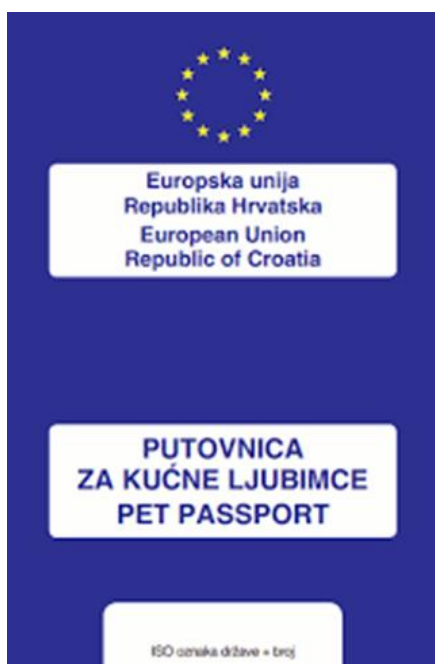 Europska unija
Republika Hrvatska
European Union
Republic of Croatia
PUTOVNICA
ZA KUĆNE LJUBIMCE
PET PASSPORT
ISO oznaka države + broj